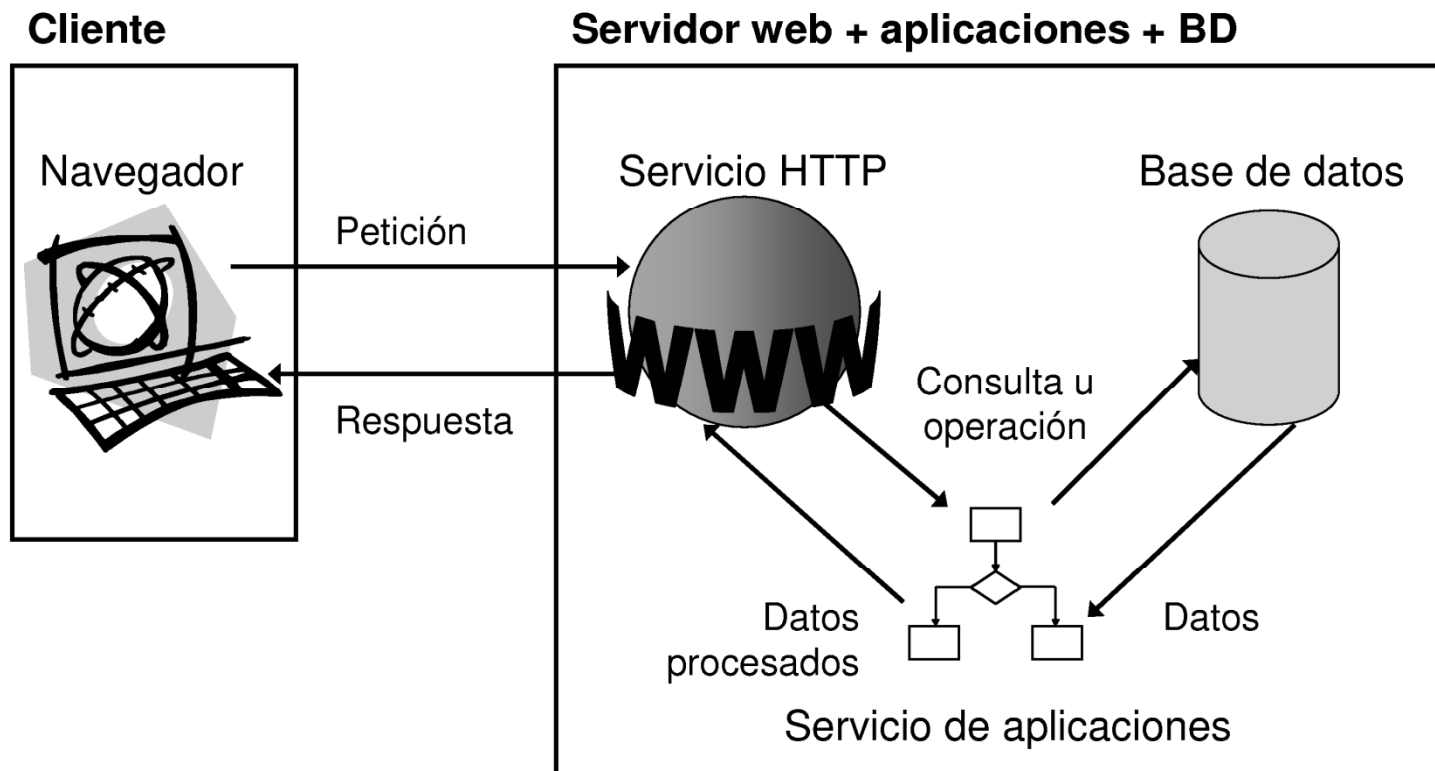 Cliente
Servidor web + aplicaciones + BD
Navegador
Servicio HTTP
Base de datos
Petición
WWW
Respuesta
Consulta u
operación
Datos
procesados
Datos
Servicio de aplicaciones